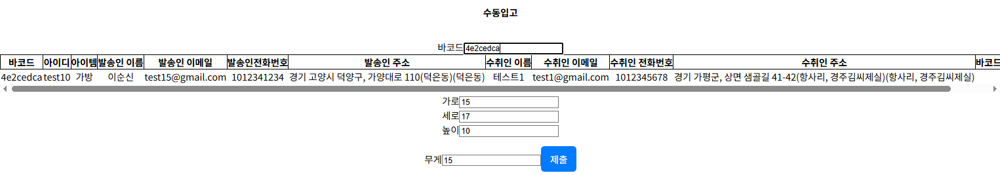 수동입고
바코드 4e2cedca
바코드 아이디 아이템 발송인 이름 발송인 이메일 발송인전화번호 발송인 주소 수취인 이름 수취인 이메일 수취인 전화번호 수취인 주소 바코드
4e2cedca test10 가방 이순신 test15@gmail.com 1012341234 경기 고양시 덕양구, 가양대로 110(덕은동)(덕은동) 테스트1 test1@gmail.com 1012345678 경기 가평군, 상면 샘골길 41-42(항사리, 경주김씨제실)(항사리, 경주김씨제실)
가로 15
세로 17
높이 10
무게 15 제출